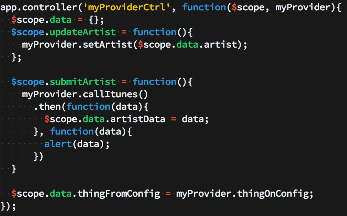 app.controller('myProviderCtrl', function($scope, myProvider){
  $scope.data = {};
  $scope.updateArtist = function(){
    myProvider.setArtist($scope.data.artist);
  };

  $scope.submitArtist = function(){
    myProvider.callItunes()
      .then(function(data){
        $scope.data.artistData = data;
      }, function(data){
        alert(data);
      })
  }

  $scope.data.thingFromConfig = myProvider.thingOnConfig;
});